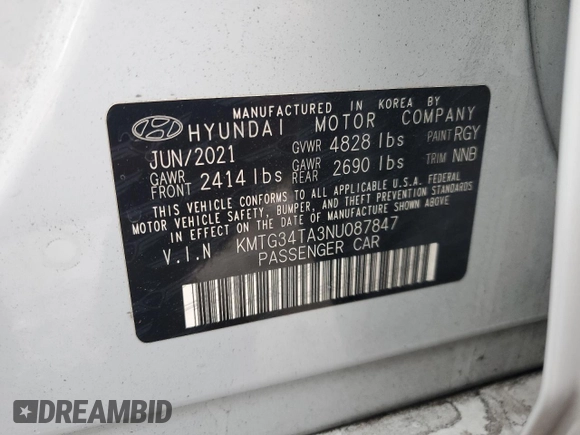 MANUFACTURED IN KOREA BY
HYUNDAI MOTOR COMPANY
JUN/2021 GVWR 4828 lbs PAINT RGY
GAWR FRONT 2414 lbs GAWR REAR 2690 lbs TRIM NNB
THIS VEHICLE CONFORMS TO ALL APPLICABLE U.S.A. FEDERAL
MOTOR VEHICLE SAFETY, BUMPER, AND THEFT PREVENTION STANDARDS
IN EFFECT ON THE DATE OF MANUFACTURE SHOWN ABOVE.
V.I.N KMTG34TA3NU087847
PASSENGER CAR
DREAMBID